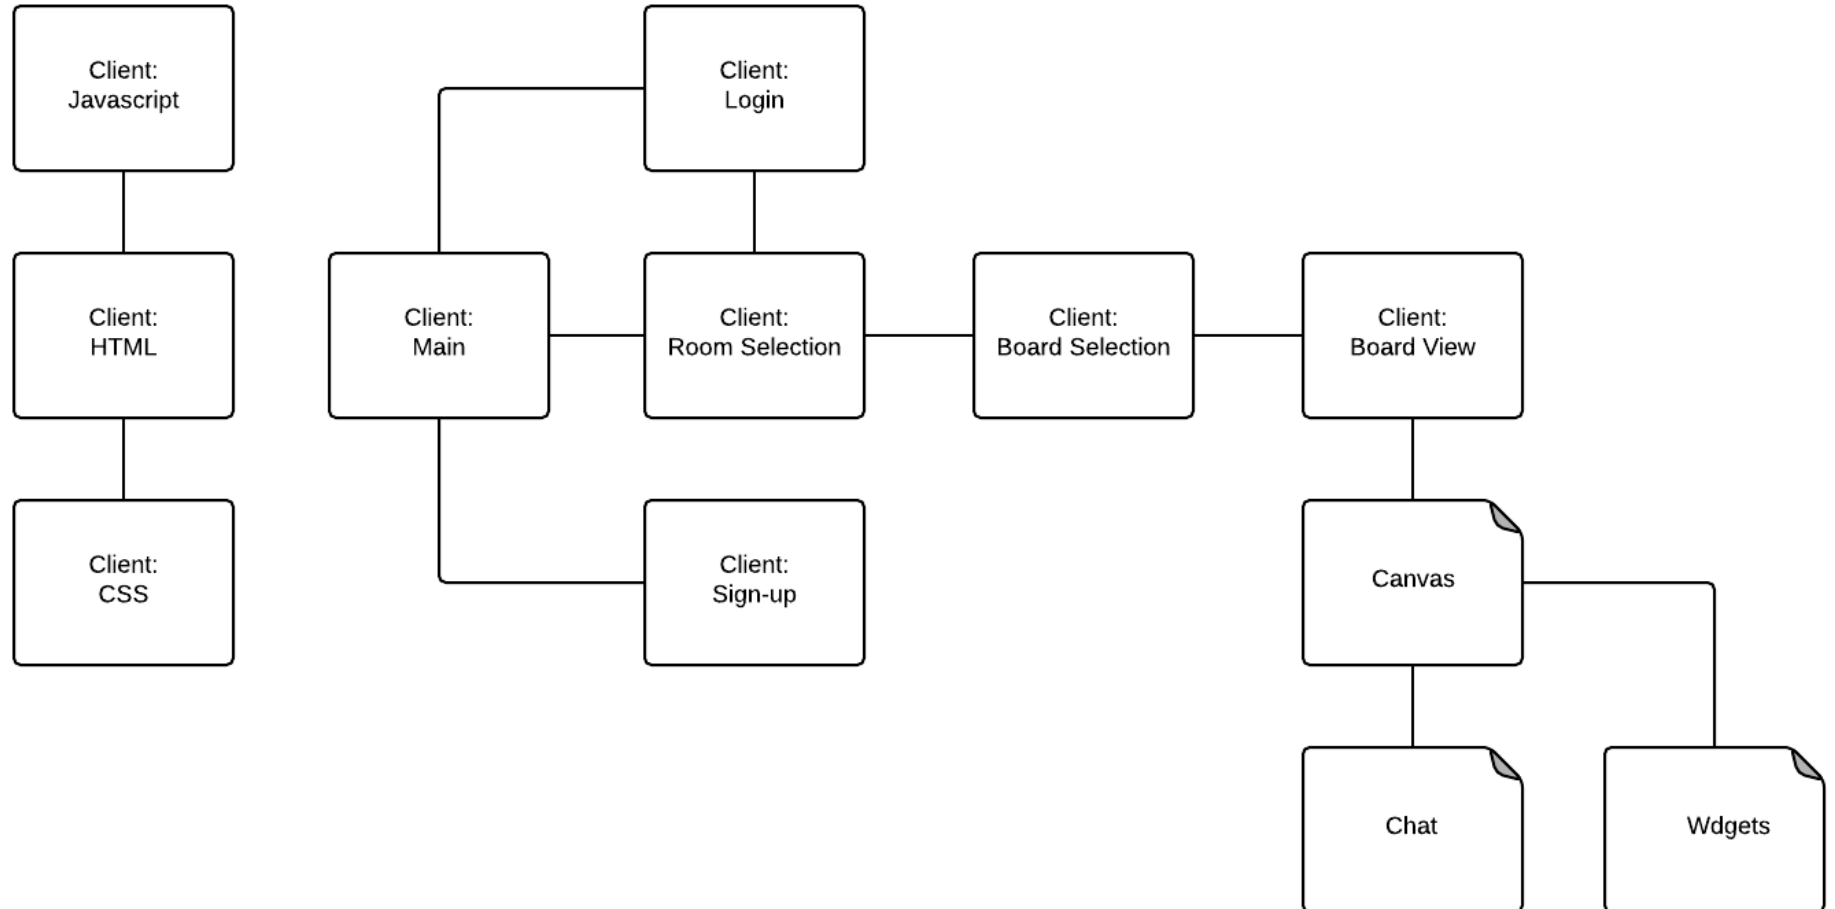 Client:
Javascript
Client:
Login
Client:
HTML
Client:
Main
Client:
Room Selection
Client:
Board Selection
Client:
Board View
Client:
CSS
Client:
Sign-up
Canvas
Chat
Wdgets